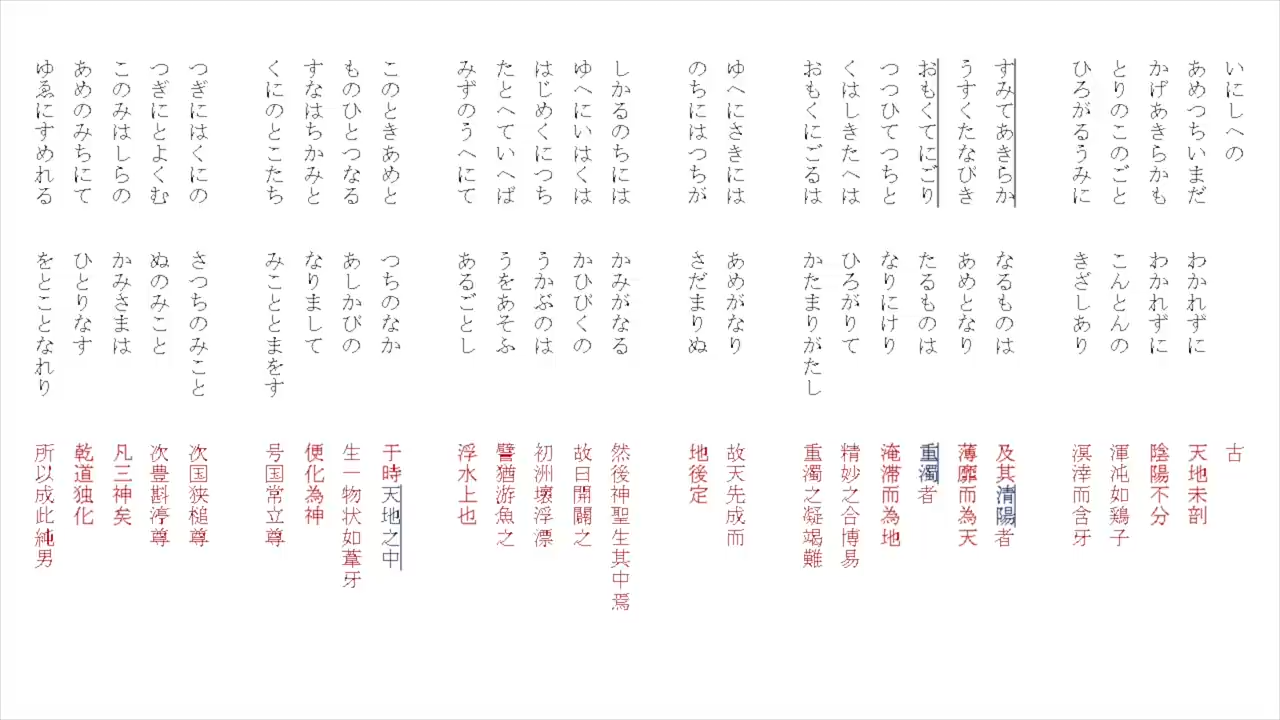 いにしへの
あめつちいまだ
かげあきらかも
とりのこのごと
ひろがるうみに
すみてあきらか
うすくたなびき
おもくてにごり
つつひてつちと
くはしきたへは
おもくにごるは
ゆへにさきには
のちにはつちが
しかるのちには
ゆへにいはくは
はじめくにつち
たとへていへば
みずのうへにて
このときあめと
ものひとつなる
すなはちかみと
くにのとこたち
つぎにはくにの
つぎにとよくむ
このみはしらの
あめのみちにて
ゆゑにすめれる
わかれずに
わかれずに
こんとんの
きざしあり
なるものは
あめとなり
たるものは
なりにけり
ひろがりて
かたまりがたし
あめがなり
さだまりぬ
かみがなる
かひびくの
うかぶのは
うをあそふ
あるごとし
つちのなか
あしかびの
なりまして
みこととまをす
さつちのみこと
ぬのみこと
かみさまは
ひとりなす
をとことなれり
古
天地未剖
陰陽不分
渾沌如鶏子
溟涬而含牙
及其清陽者
薄靡而為天
重濁者
淹滞而為地
精妙之合博易
重濁之凝竭難
故天先成而
地後定
然後神聖生其中焉
故曰開闢之
初洲壌浮漂
譬猶游魚之
浮水上也
于時天地之中
生一物状如葦牙
便化為神
号国常立尊
次国狭槌尊
次豊斟渟尊
凡三神矣
乾道独化
所以成此純男